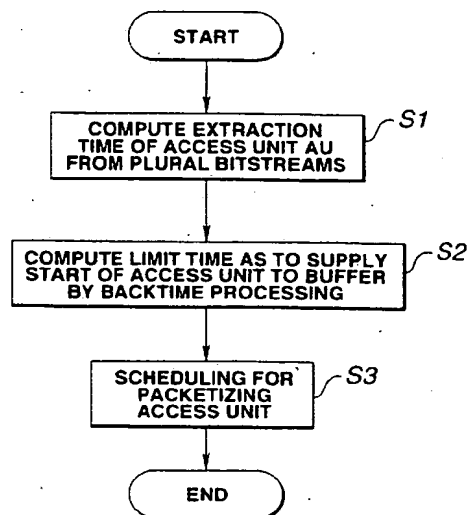 START
COMPUTE EXTRACTION
TIME OF ACCESS UNIT AU
FROM PLURAL BITSTREAMS
S1
COMPUTE LIMIT TIME AS TO SUPPLY
START OF ACCESS UNIT TO BUFFER
BY BACKTIME PROCESSING
S2
SCHEDULING FOR
PACKETIZING
ACCESS UNIT
S3
END